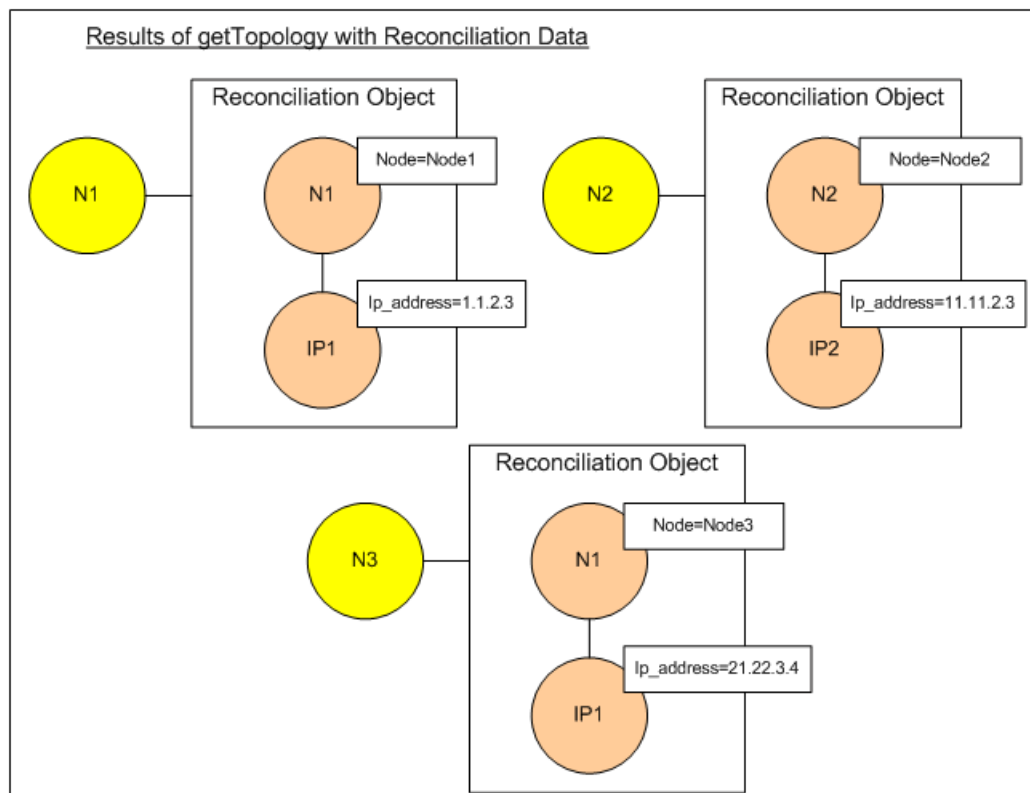 Results of getTopology with Reconciliation Data
Reconciliation Object
N1
N1
Node=Node1
Ip_address=1.1.2.3
IP1
Reconciliation Object
N2
N2
Node=Node2
Ip_address=11.11.2.3
IP2
Reconciliation Object
N3
N1
Node=Node3
Ip_address=21.22.3.4
IP1